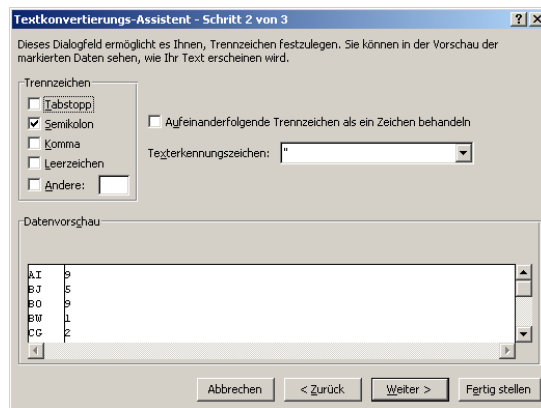 Textkonvertierungs-Assistent - Schritt 2 von 3
Dieses Dialogfeld ermöglicht es Ihnen, Trennzeichen festzulegen. Sie können in der Vorschau der
markierten Daten sehen, wie Ihr Text erscheinen wird.
Trennzeichen
Tabstopp
Semikolon
Komma
Leerzeichen
Andere:
Aufeinanderfolgende Trennzeichen als ein Zeichen behandeln
Texterkennungszeichen: "
Datenvorschau
AI 9
BJ 5
BO 9
BW 1
CG 2
Abbrechen < Zurück Weiter > Fertig stellen